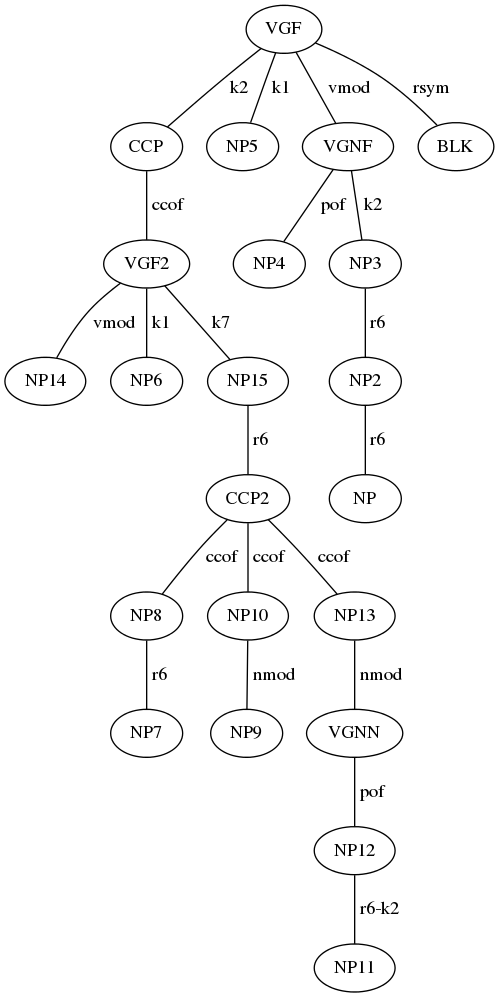 VGF
k2 k1 vmod rsym
CCP NP5 VGNF BLK
ccof pof k2
VGF2 NP4 NP3
vmod k1 k7 r6
NP14 NP6 NP15 NP2
r6 r6
CCP2 NP
ccof ccof ccof
NP8 NP10 NP13
r6 nmod nmod
NP7 NP9 VGNN
pof
NP12
r6-k2
NP11